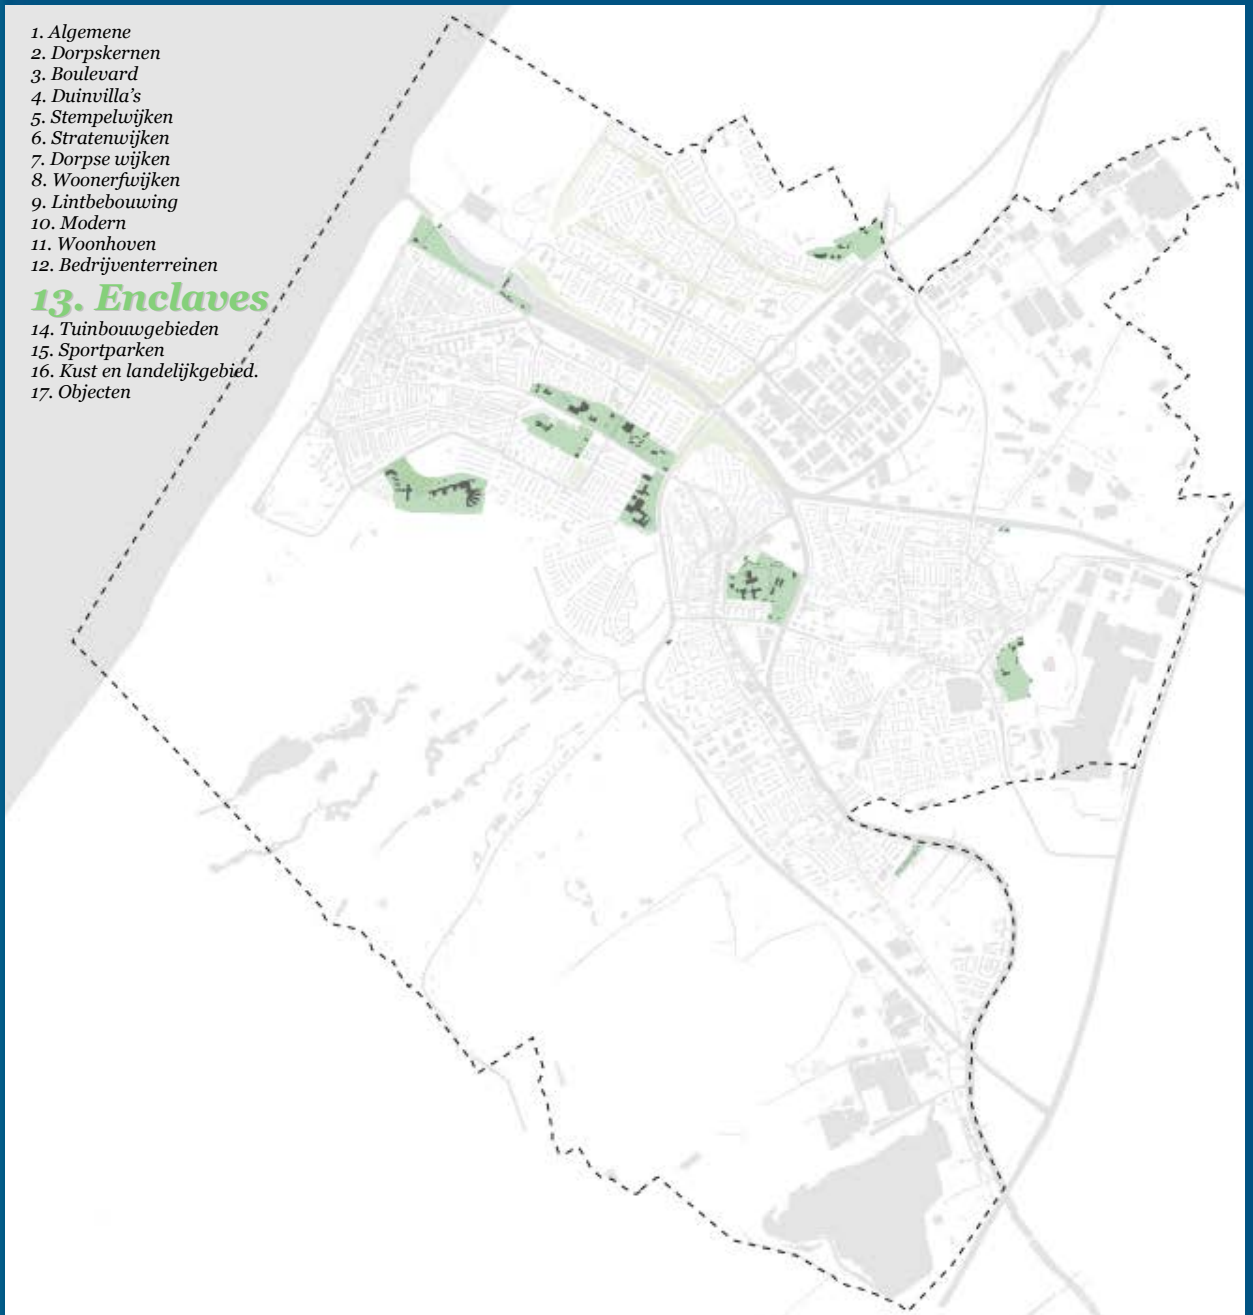 1. Algemene
2. Dorpskernen
3. Boulevard
4. Duinvilla's
5. Stempelwijken
6. Stratenwijken
7. Dorpse wijken
8. Woonerfwijken
9. Lintbebouwing
10. Modern
11. Woonhoven
12. Bedrijventerreinen
13. Enclaves
14. Tuinbouwgebieden
15. Sportparken
16. Kust en landelijkgebied.
17. Objecten